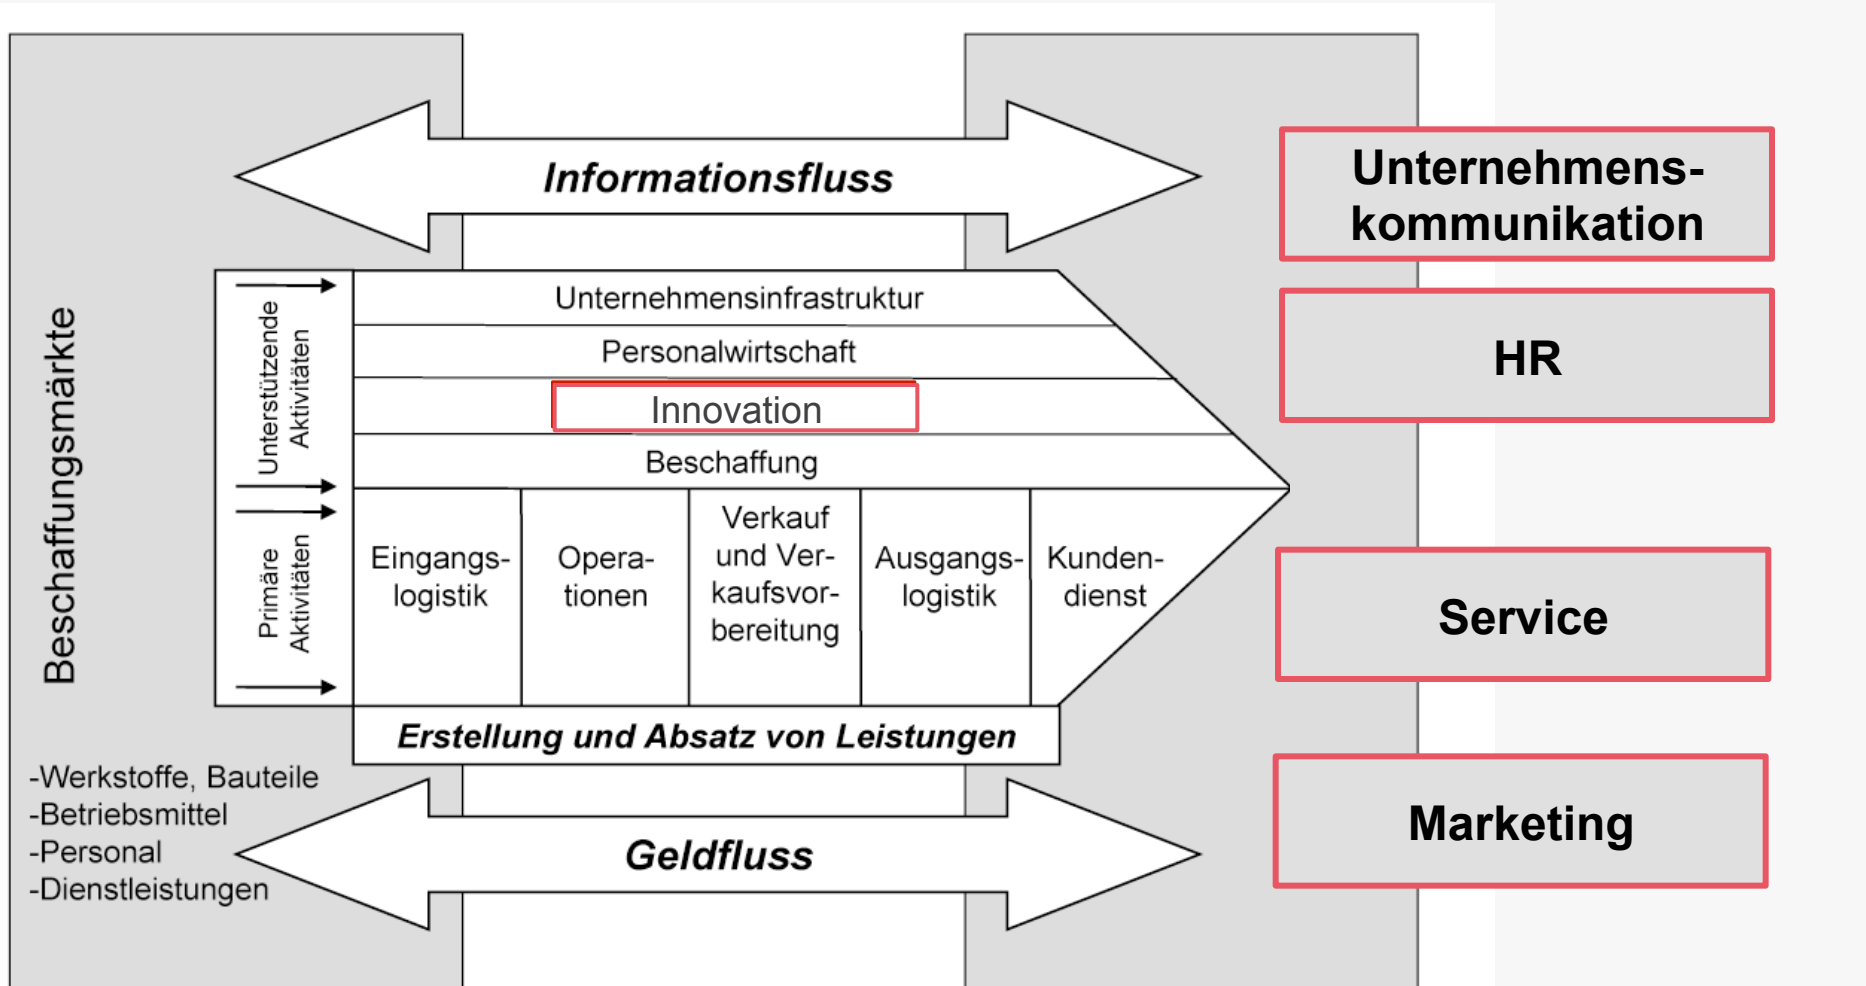 Informationsfluss
Unternehmens-
kommunikation
HR
Service
Marketing
Beschaffungsmärkte
Unterstützende
Aktivitäten
Primäre
Aktivitäten
Unternehmensinfrastruktur
Personalwirtschaft
Innovation
Beschaffung
Eingangs-
logistik
Opera-
tionen
Verkauf
und Ver-
kaufsvor-
bereitung
Ausgangs-
logistik
Kunden-
dienst
Erstellung und Absatz von Leistungen
-Werkstoffe, Bauteile
-Betriebsmittel
-Personal
-Dienstleistungen
Geldfluss